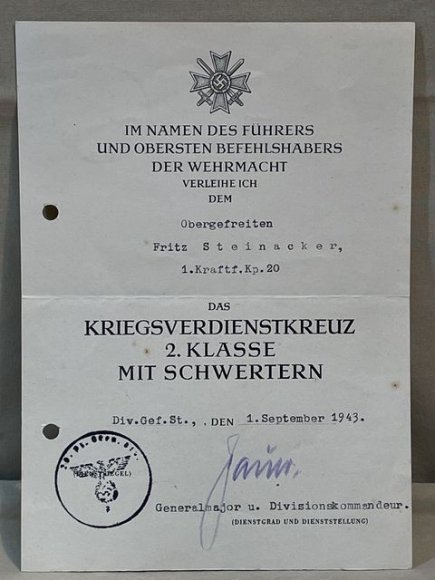 IM NAMEN DES FÜHRERS
UND OBERSTEN BEFEHLSHABERS
DER WEHRMACHT
VERLEIHE ICH
DEM
Obergefreiten
Fritz Steinacker,
1.Kraftf.Kp.20
DAS
KRIEGSVERDIENSTKREUZ
2. KLASSE
MIT SCHWERTERN
Div.Gef.St., , DEN 1.September 1943.
(DIENSTSIEGEL)
Generalmajor u. Divisionskommandeur.
(DIENSTGRAD UND DIENSTSTELLUNG)